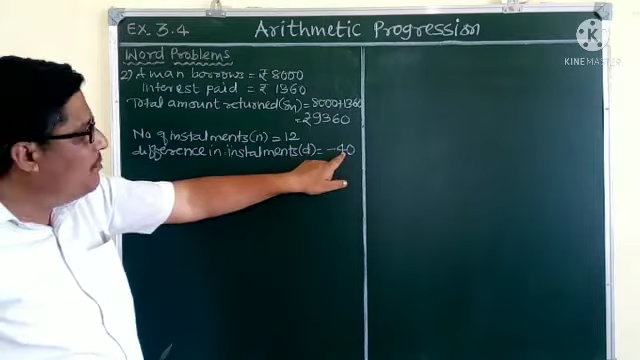 EX. 3.4
Arithmetic Progression
Word Problems
2) A man borrows = ₹ 8000
Interest paid = ₹ 1360
Total amount returned (Sn) = 8000+1360
= ₹ 9360
No of instalments (n) = 12
difference in instalments (d) = -40
KINEMASTER